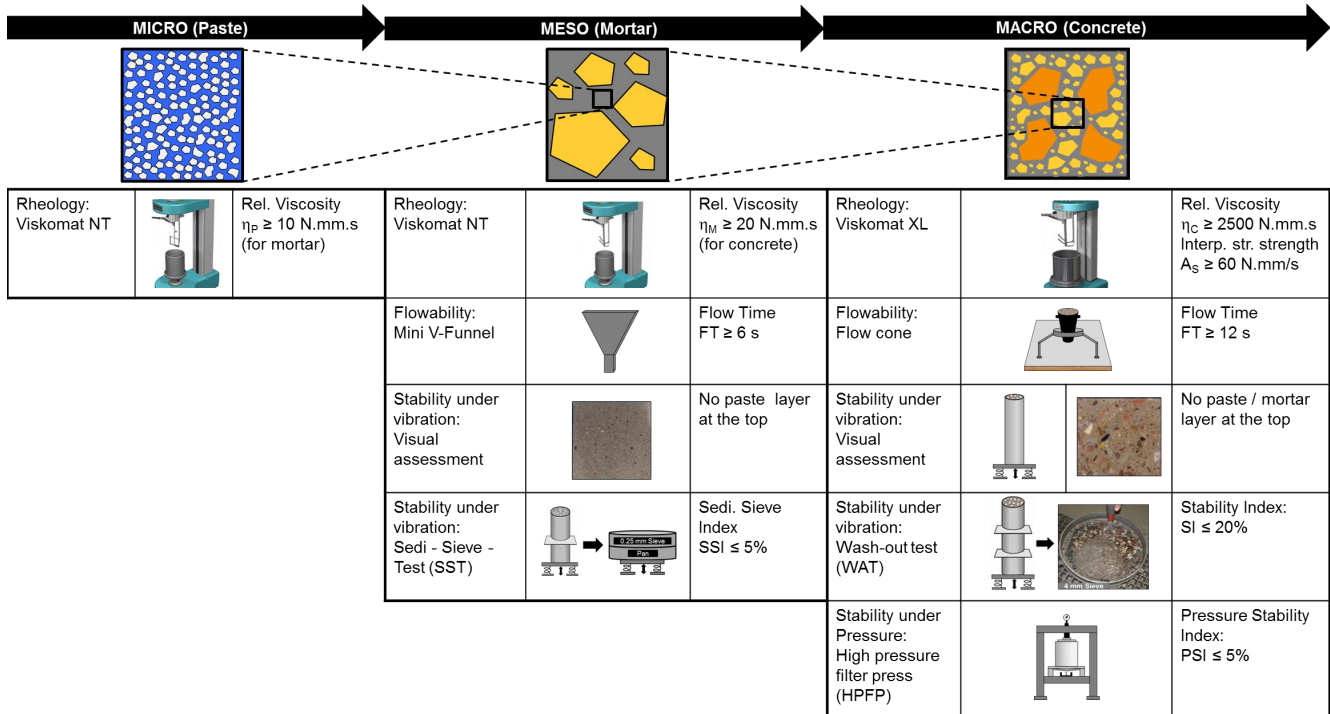 MICRO (Paste)
MESO (Mortar)
MACRO (Concrete)
Rheology:
Viskomat NT
Rel. Viscosity
ηP ≥ 10 N.mm.s
(for mortar)
Rheology:
Viskomat NT
Rel. Viscosity
ηM ≥ 20 N.mm.s
(for concrete)
Rheology:
Viskomat XL
Rel. Viscosity
ηC ≥ 2500 N.mm.s
Interp. str. strength
AS ≥ 60 N.mm/s
Flowability:
Mini V-Funnel
Flow Time
FT ≥ 6 s
Flowability:
Flow cone
Flow Time
FT ≥ 12 s
Stability under
vibration:
Visual
assessment
No paste layer
at the top
Stability under
vibration:
Visual
assessment
No paste / mortar
layer at the top
Stability under
vibration:
Sedi - Sieve -
Test (SST)
0.25 mm Sieve
Pan
Sedi. Sieve
Index
SSI ≤ 5%
Stability under
vibration:
Wash-out test
(WAT)
4 mm Sieve
Stability Index:
SI ≤ 20%
Stability under
Pressure:
High pressure
filter press
(HPFP)
Pressure Stability
Index:
PSI ≤ 5%